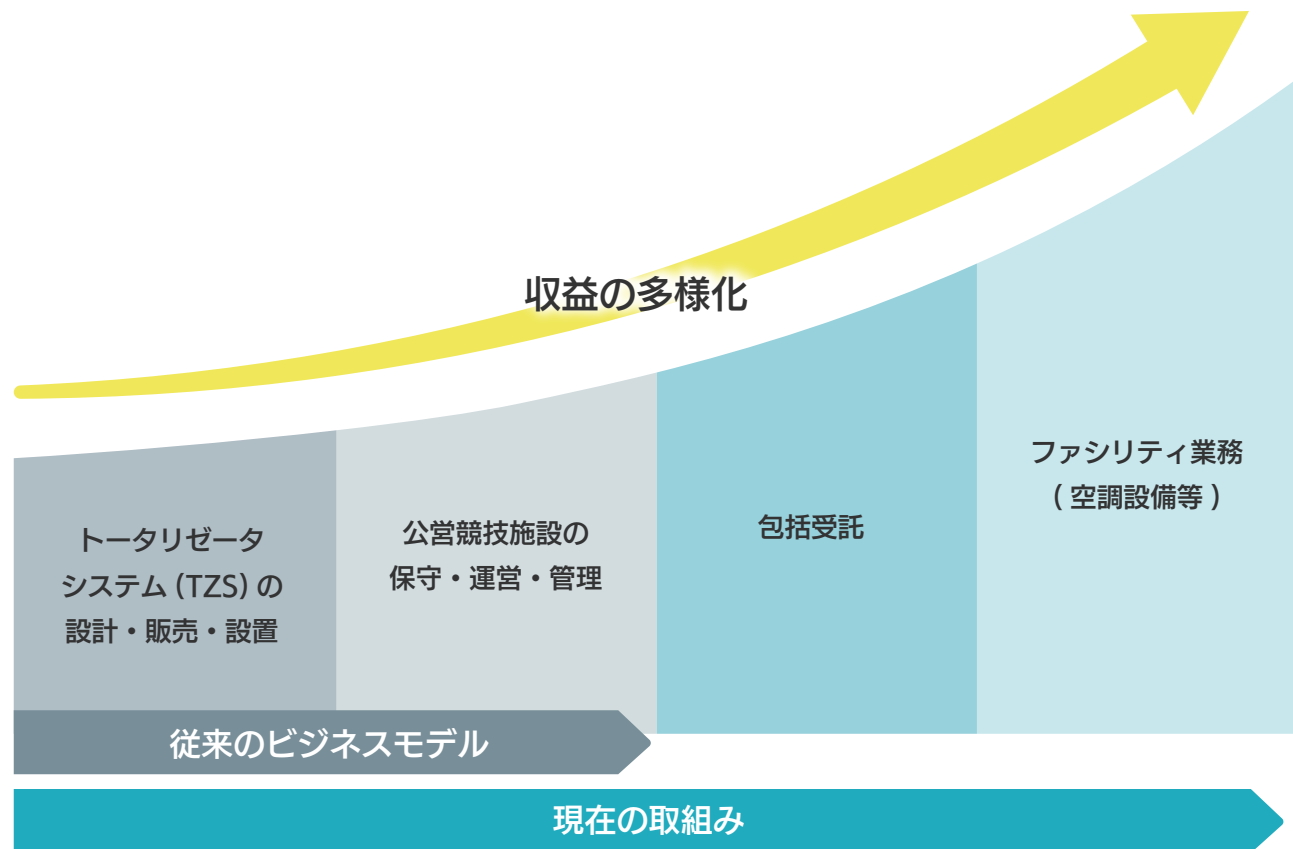 収益の多様化
トータリゼータ
システム（TZS）の
設計・販売・設置
公営競技施設の
保守・運営・管理
包括受託
ファシリティ業務
( 空調設備等 )
従来のビジネスモデル
現在の取組み